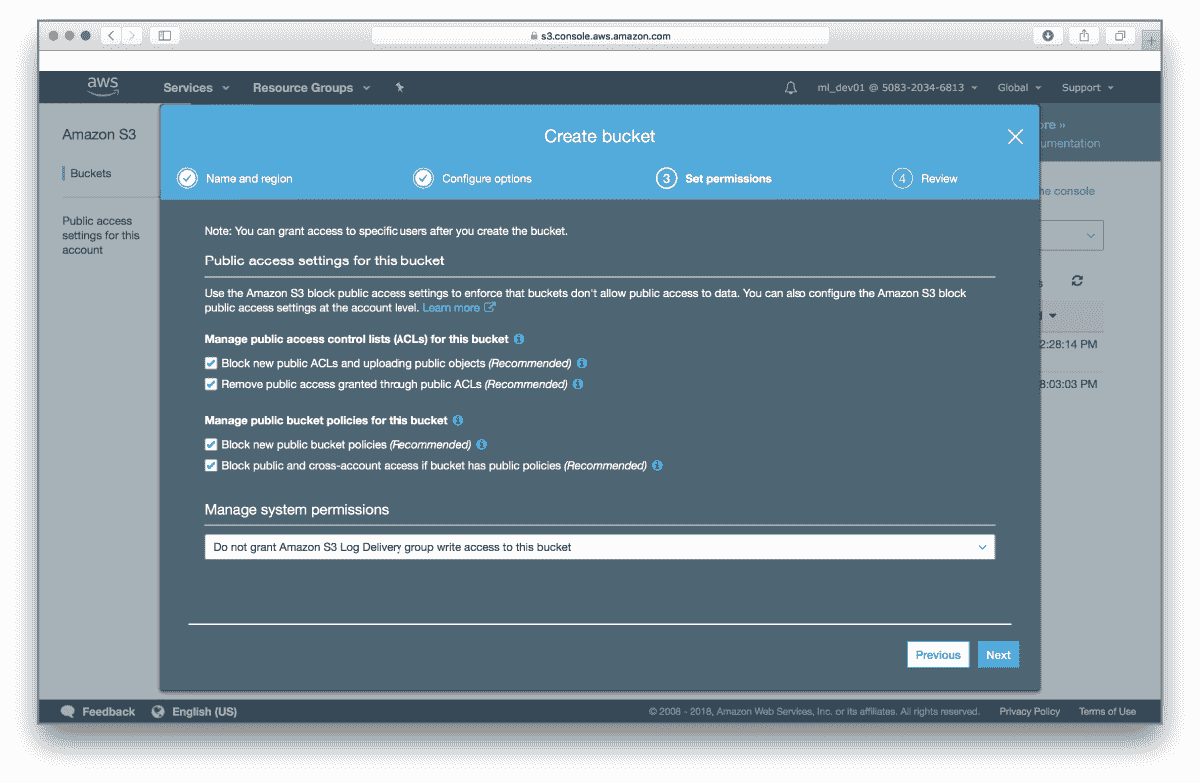 s3.console.aws.amazon.com
aws
Services
Resource Groups
ml_dev01 @ 5083-2034-6813
Global
Support
Amazon S3
Buckets
Public access
settings for this
account
Create bucket
Name and region
Configure options
3 Set permissions
4 Review
Note: You can grant access to specific users after you create the bucket.
Public access settings for this bucket
Use the Amazon S3 block public access settings to enforce that buckets don't allow public access to data. You can also configure the Amazon S3 block
public access settings at the account level. Learn more
Manage public access control lists (ACLs) for this bucket
Block new public ACLs and uploading public objects (Recommended)
Remove public access granted through public ACLs (Recommended)
Manage public bucket policies for this bucket
Block new public bucket policies (Recommended)
Block public and cross-account access if bucket has public policies (Recommended)
Manage system permissions
Do not grant Amazon S3 Log Delivery group write access to this bucket
Previous
Next
ore »
umentation
he console
2:28:14 PM
8:03:03 PM
Feedback
English (US)
© 2008 - 2018, Amazon Web Services, Inc. or its affiliates. All rights reserved.
Privacy Policy
Terms of Use